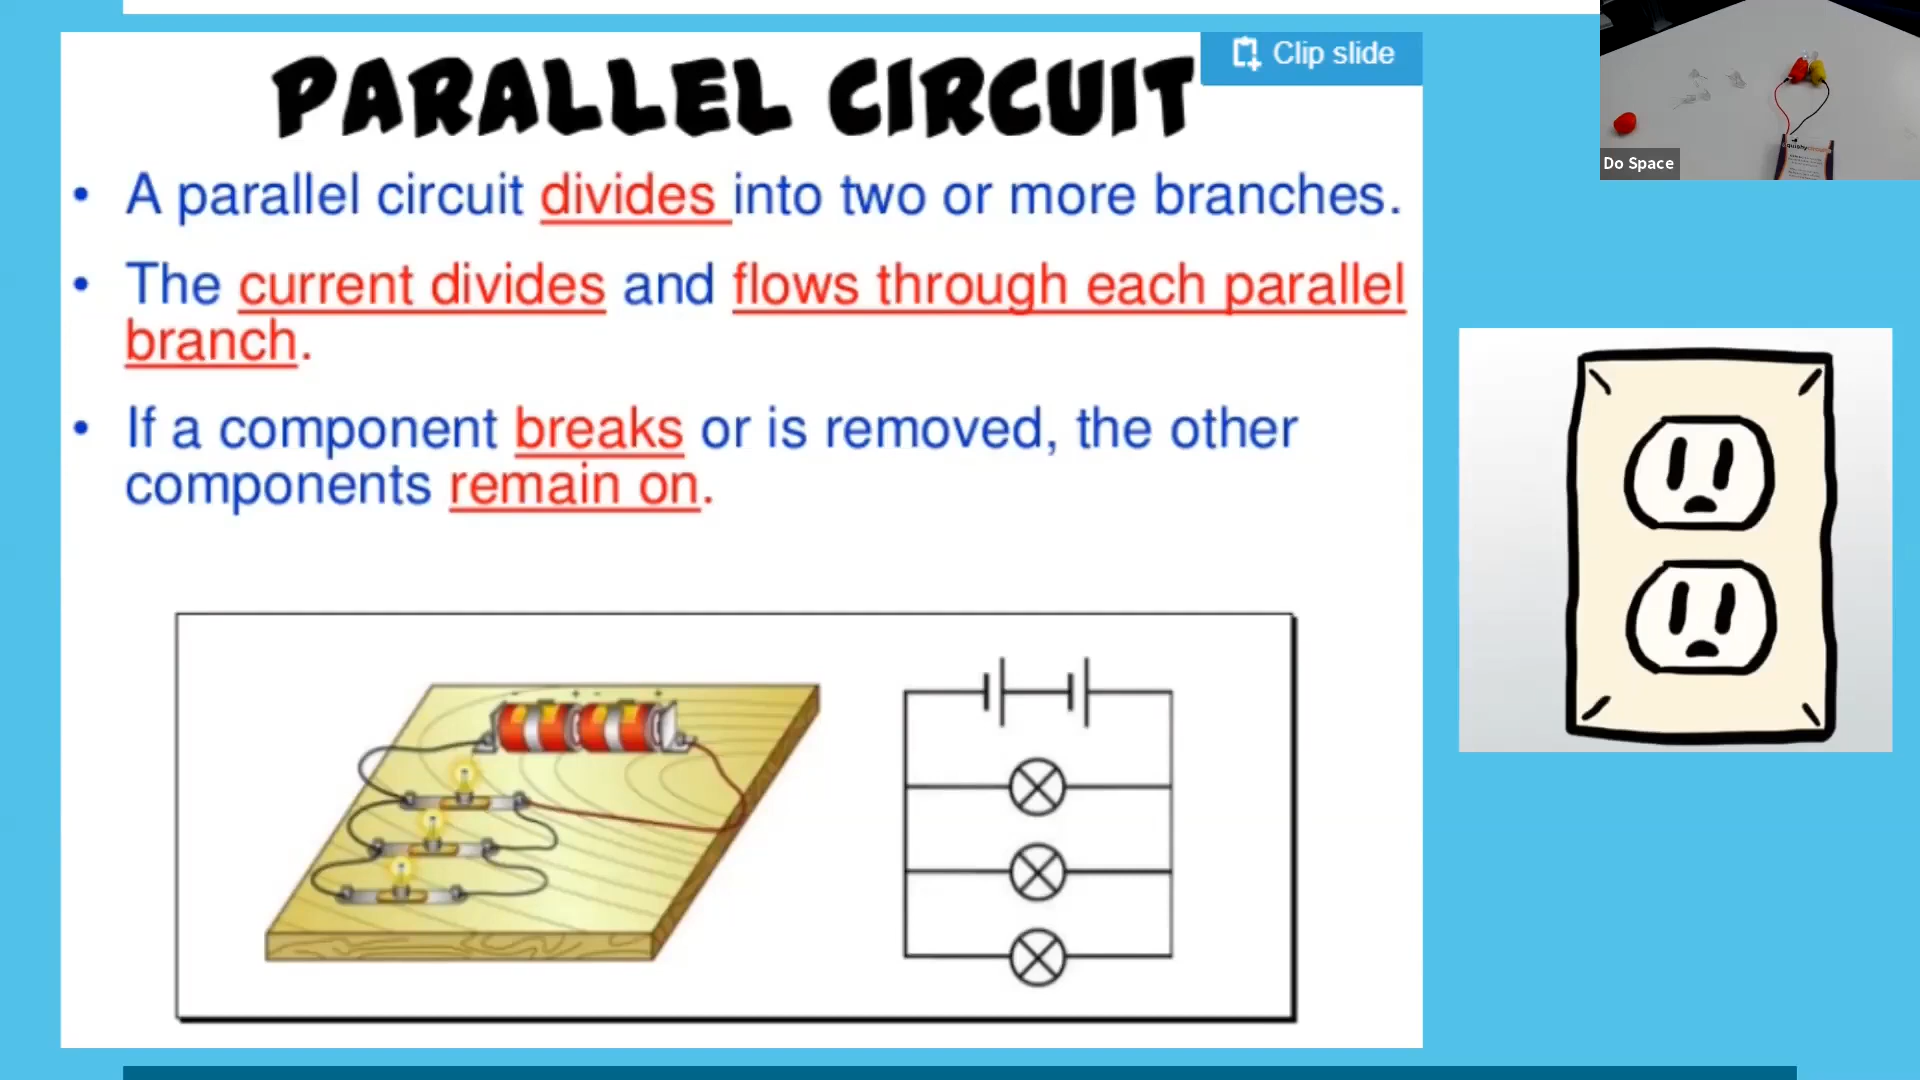 PARALLEL CIRCUIT
Clip slide
• A parallel circuit divides into two or more branches.
• The current divides and flows through each parallel
branch.
• If a component breaks or is removed, the other
components remain on.
Do Space